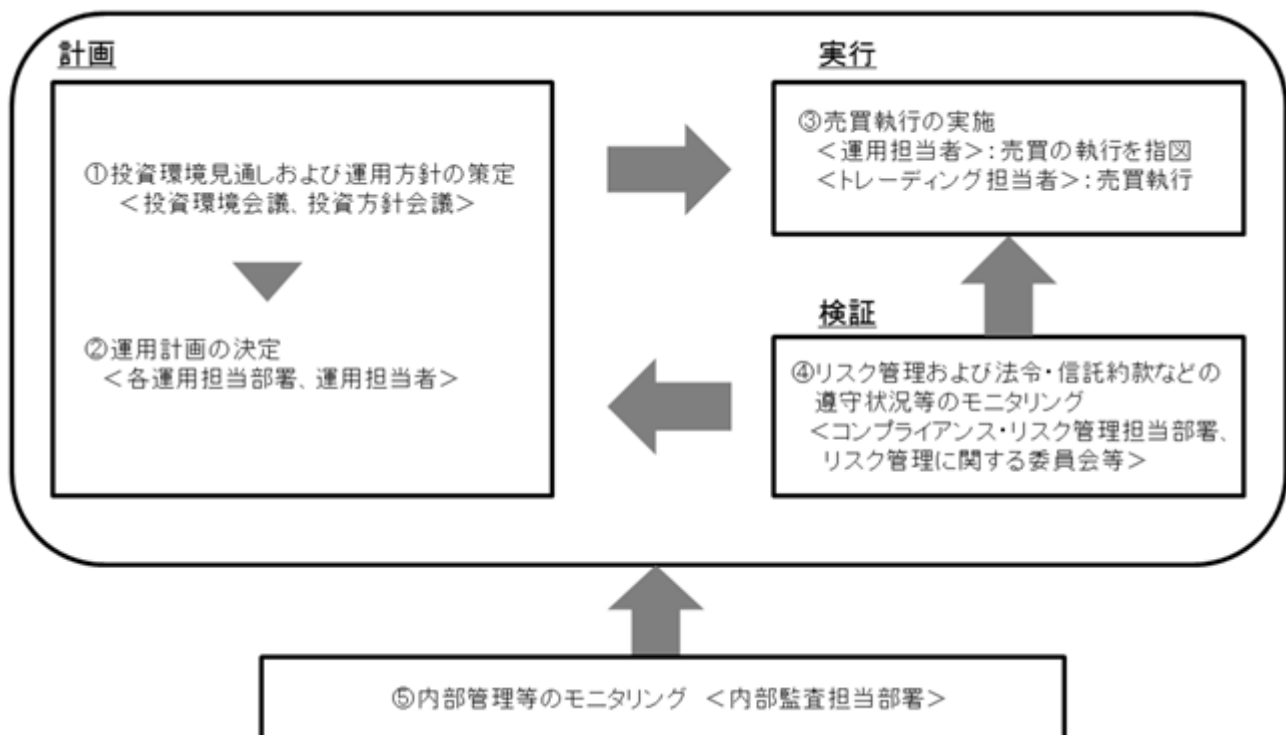 計画
①投資環境見通しおよび運用方針の策定
<投資環境会議、投資方針会議>
②運用計画の決定
<各運用担当部署、運用担当者>
実行
③売買執行の実施
<運用担当者>:売買の執行を指図
<トレーディング担当者>:売買執行
検証
④リスク管理および法令・信託約款などの
遵守状況等のモニタリング
<コンプライアンス・リスク管理担当部署、
リスク管理に関する委員会等>
⑤内部管理等のモニタリング <内部監査担当部署>